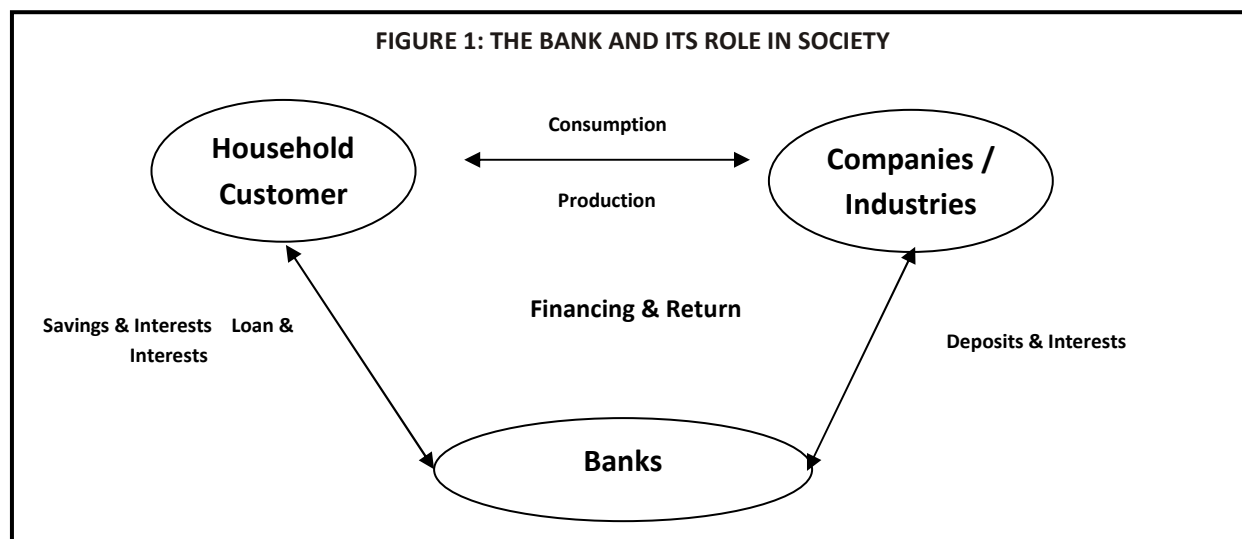 FIGURE 1: THE BANK AND ITS ROLE IN SOCIETY
Consumption
Household
Customer
Companies /
Industries
Production
Financing & Return
Savings & Interests Loan &
Interests
Deposits & Interests
Banks